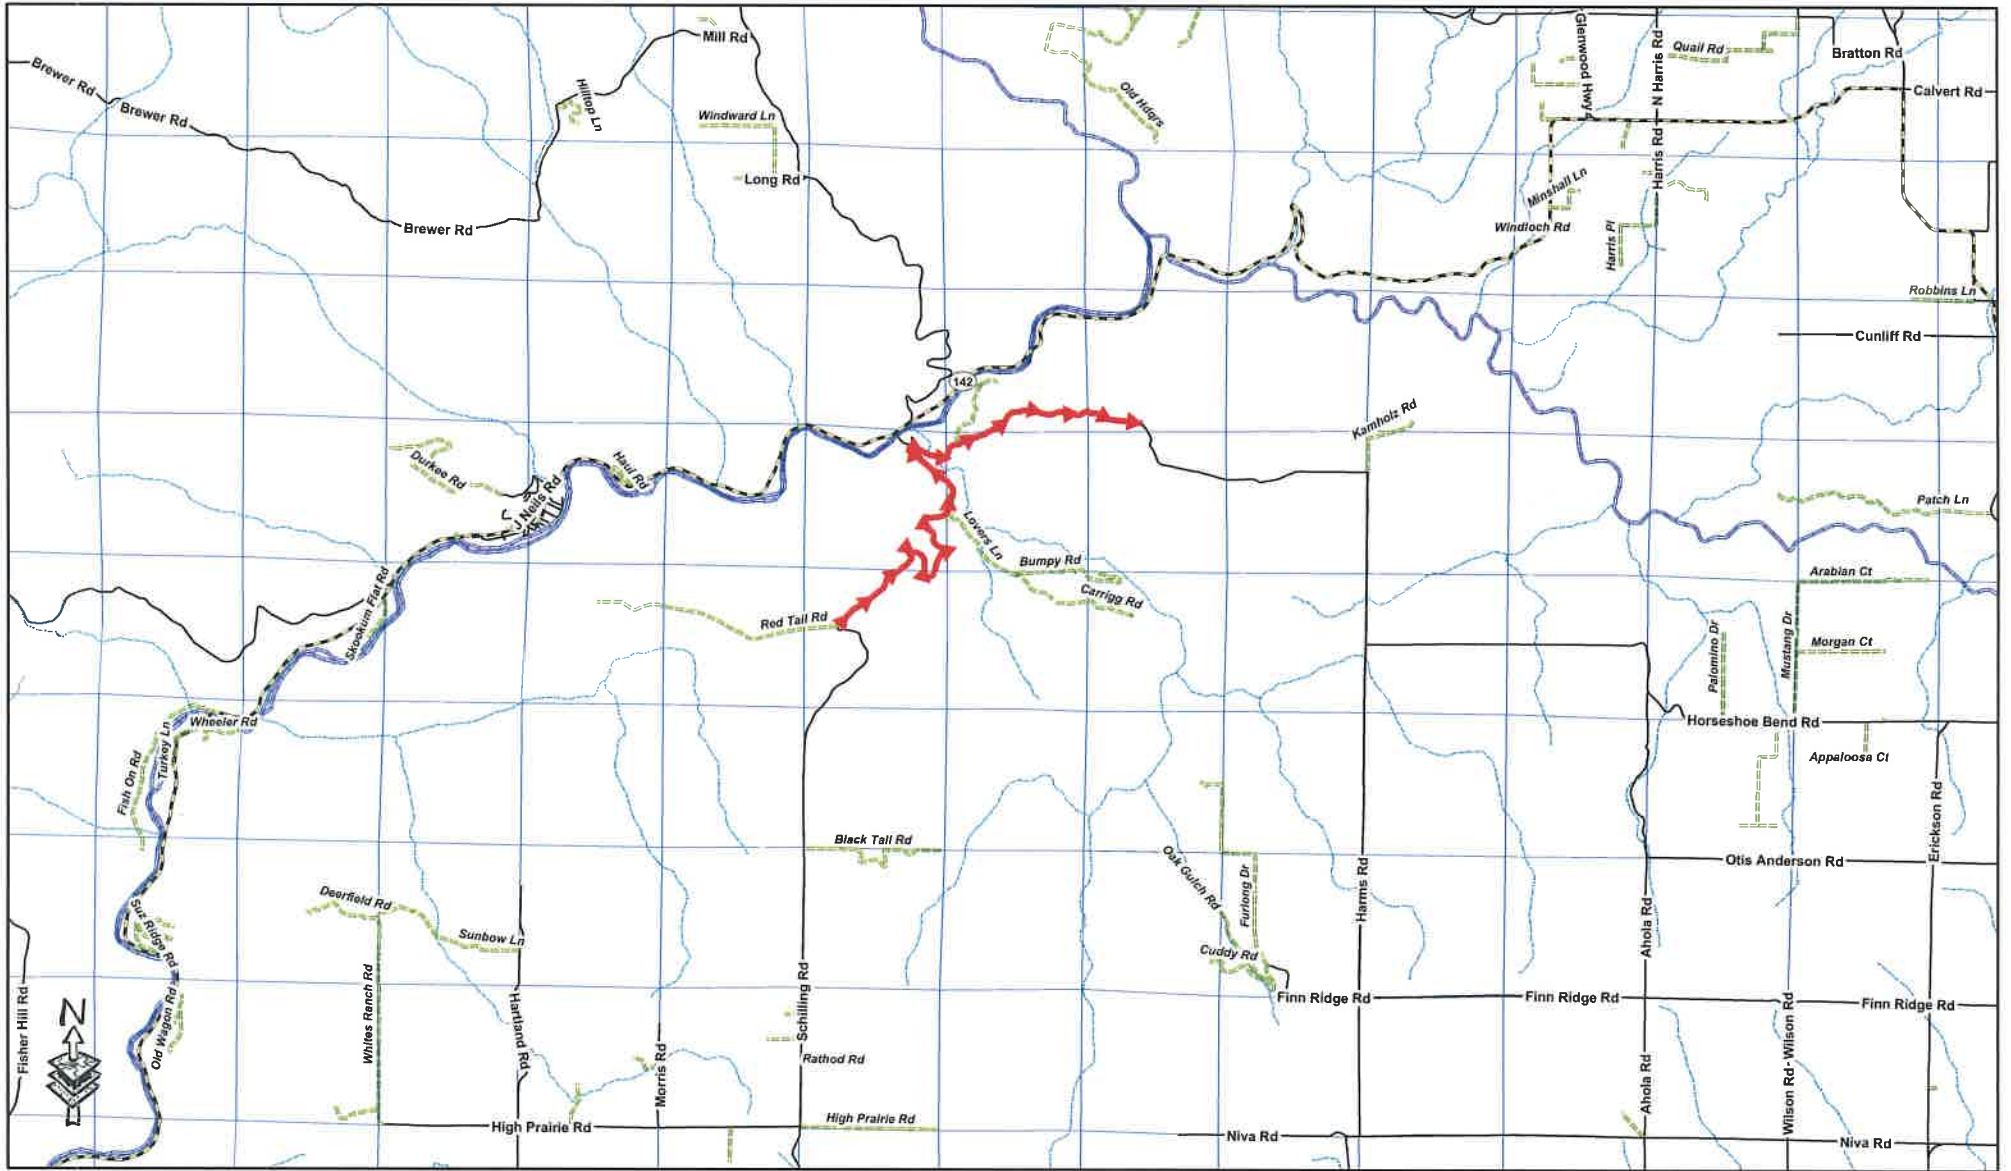 Mill Rd
Glenwood Hwy
N Harris Rd
Quail Rd
Bratton Rd
Brewer Rd
Brewer Rd
Hilltop Ln
Windward Ln
Old Hdqrs
Calvert Rd
Harris Rd
Long Rd
Minshall Ln
Brewer Rd
Windloch Rd
Harris Pl
Robbins Ln
Cunliff Rd
142
Kamholz Rd
Durkee Rd
Haul Rd
J Neils Rd
Patch Ln
Lovers Ln
Bumpy Rd
Carrigg Rd
Arabian Ct
Skookum Flat Rd
Red Tail Rd
Palomino Dr
Mustang Dr
Morgan Ct
Wheeler Rd
Horseshoe Bend Rd
Turkey Ln
Fish On Rd
Appaloosa Ct
Erickson Rd
Black Tail Rd
Oak Gulch Rd
Furlong Dr
Harms Rd
Otis Anderson Rd
Deerfield Rd
Suz Ridge Rd
Sunbow Ln
Ahola Rd
Cuddy Rd
Whites Ranch Rd
Schilling Rd
Finn Ridge Rd
Finn Ridge Rd
Finn Ridge Rd
Fisher Hill Rd
N
Old Wagon Rd
Hartland Rd
Morris Rd
Rathod Rd
Wilson Rd
Wilson Rd
Ahola Rd
High Prairie Rd
High Prairie Rd
Niva Rd
Niva Rd